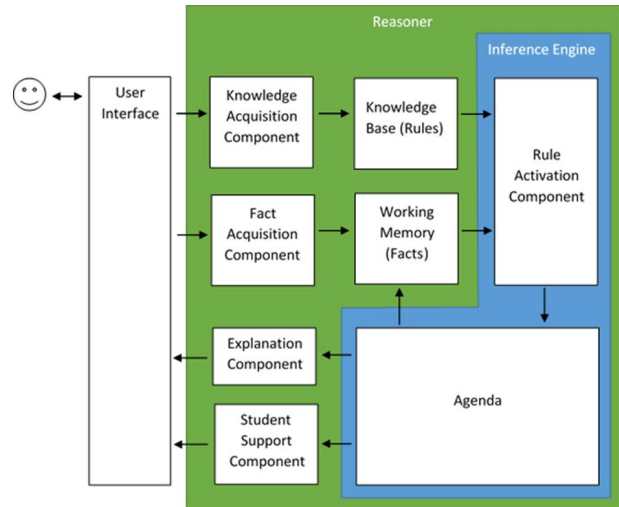 Reasoner
Inference Engine
User
Interface
Knowledge
Acquisition
Component
Knowledge
Base (Rules)
Rule
Activation
Component
Fact
Acquisition
Component
Working
Memory
(Facts)
Explanation
Component
Agenda
Student
Support
Component